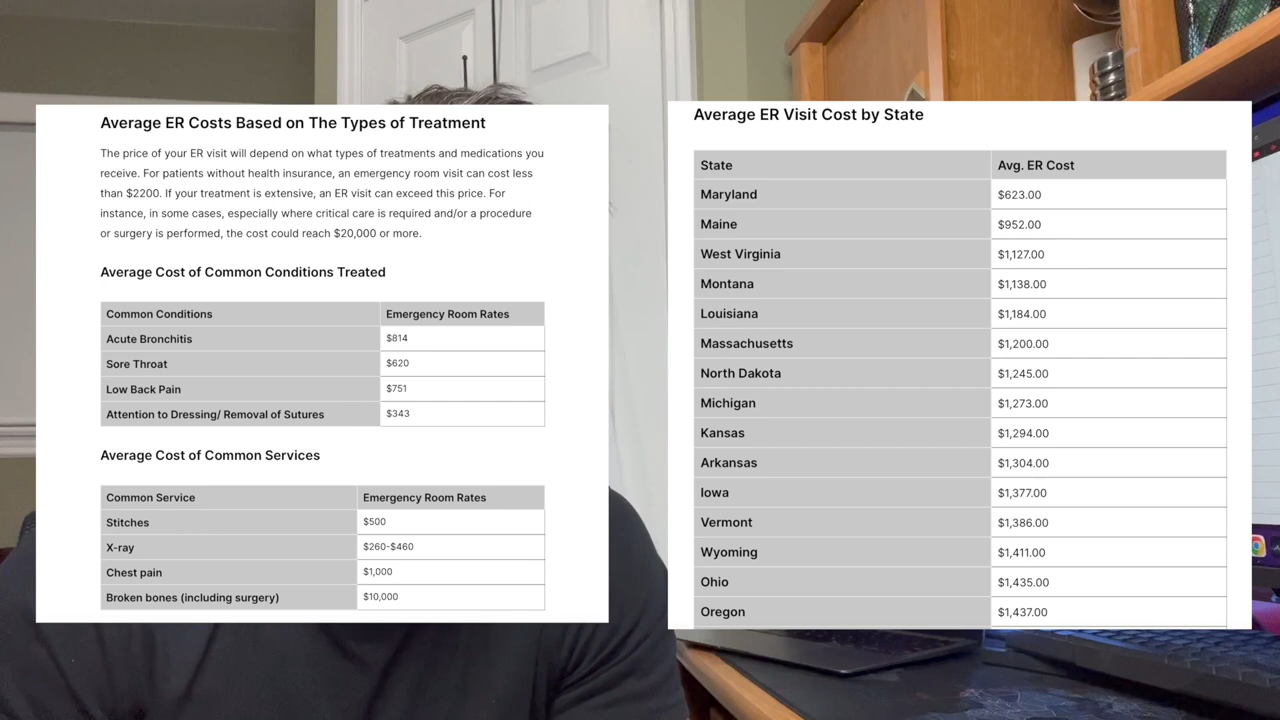 Average ER Costs Based on The Types of Treatment
The price of your ER visit will depend on what types of treatments and medications you
receive. For patients without health insurance, an emergency room visit can cost less
than $2200. If your treatment is extensive, an ER visit can exceed this price. For
instance, in some cases, especially where critical care is required and/or a procedure
or surgery is performed, the cost could reach $20,000 or more.
Average Cost of Common Conditions Treated
Common Conditions Emergency Room Rates
Acute Bronchitis $814
Sore Throat $620
Low Back Pain $751
Attention to Dressing/ Removal of Sutures $343
Average Cost of Common Services
Common Service Emergency Room Rates
Stitches $500
X-ray $260-$460
Chest pain $1,000
Broken bones (including surgery) $10,000
Average ER Visit Cost by State
State Avg. ER Cost
Maryland $623.00
Maine $952.00
West Virginia $1,127.00
Montana $1,138.00
Louisiana $1,184.00
Massachusetts $1,200.00
North Dakota $1,245.00
Michigan $1,273.00
Kansas $1,294.00
Arkansas $1,304.00
Iowa $1,377.00
Vermont $1,386.00
Wyoming $1,411.00
Ohio $1,435.00
Oregon $1,437.00